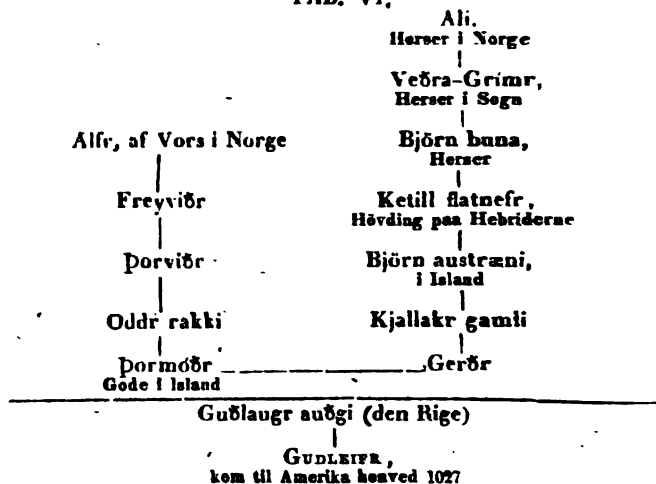 TAB. VI.
Ali.
Herser i Norge
Veðra-Grímr,
Herser i Sogn
Alfr, af Vors i Norge
Björn buna,
Herser
Freyviðr
Ketill flatnefr,
Hövding paa Hebriderne
Þorviðr
Björn austræni,
i Island
Oddr rakki
Kjallakr gamli
Þormóðr
Gode i Island
Gerðr
Guðlaugr auðgi (den Rige)
GUDLEIFR,
kom til Amerika henved 1027